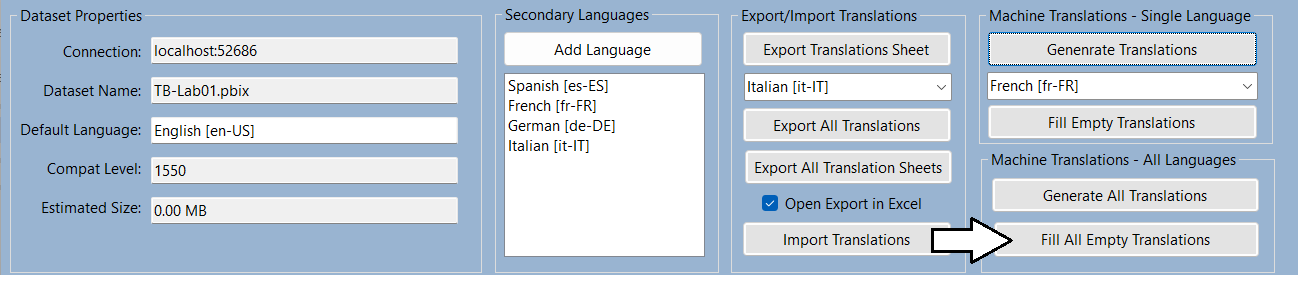 Dataset Properties
Connection: localhost:52686
Dataset Name: TB-Lab01.pbix
Default Language: English [en-US]
Compat Level: 1550
Estimated Size: 0.00 MB
Secondary Languages
Add Language
Spanish [es-ES]
French [fr-FR]
German [de-DE]
Italian [it-IT]
Export/Import Translations
Export Translations Sheet
Italian [it-IT]
Export All Translations
Export All Translation Sheets
Open Export in Excel
Import Translations
Machine Translations - Single Language
Genenrate Translations
French [fr-FR]
Fill Empty Translations
Machine Translations - All Languages
Generate All Translations
Fill All Empty Translations